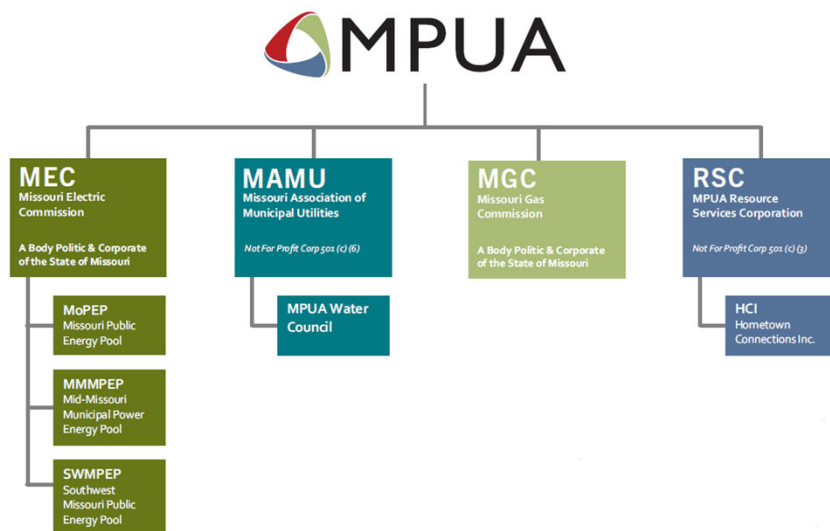 MPUA
MEC
Missouri Electric
Commission
A Body Politic & Corporate
of the State of Missouri
MoPEP
Missouri Public
Energy Pool
MMMPEP
Mid-Missouri
Municipal Power
Energy Pool
SWMPEP
Southwest
Missouri Public
Energy Pool
MAMU
Missouri Association of
Municipal Utilities
Not For Profit Corp 501 (c) (6)
MPUA Water
Council
MGC
Missouri Gas
Commission
A Body Politic & Corporate
of the State of Missouri
RSC
MPUA Resource
Services Corporation
Not For Profit Corp 501 (c) (3)
HCI
Hometown
Connections Inc.